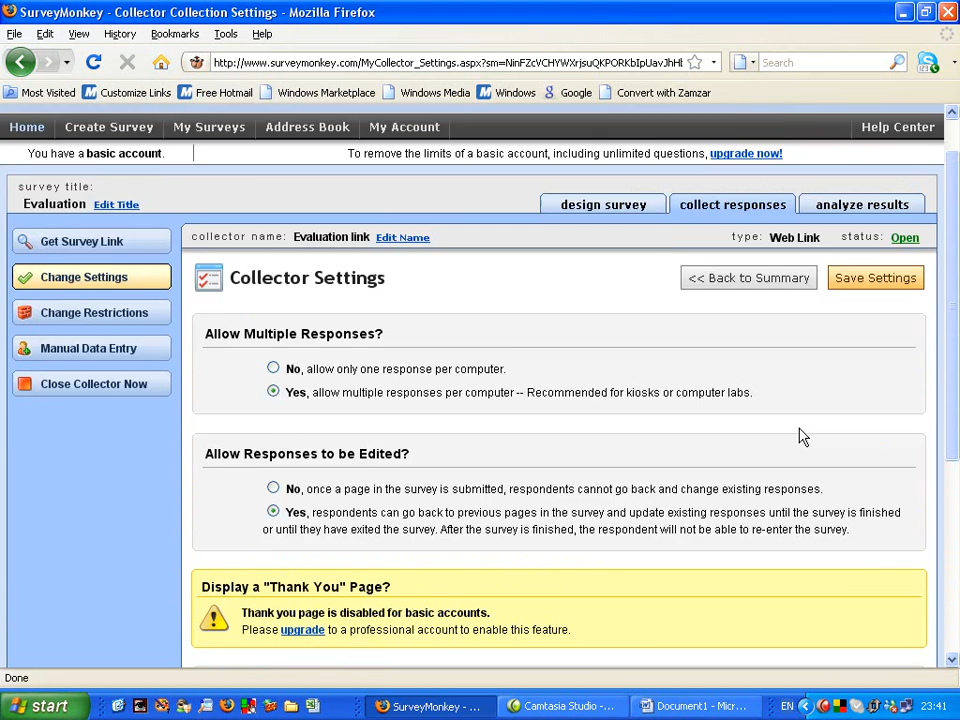 SurveyMonkey - Collector Collection Settings - Mozilla Firefox
File Edit View History Bookmarks Tools Help
http://www.surveymonkey.com/MyCollector_Settings.aspx?sm=NinFZcVCHYWXrjsuQKPORKbIpUavJhHl Search
Most Visited Customize Links Free Hotmail Windows Marketplace Windows Media Windows Google Convert with Zamzar
Home Create Survey My Surveys Address Book My Account Help Center
You have a basic account. To remove the limits of a basic account, including unlimited questions, upgrade now!
survey title:
Evaluation Edit Title design survey collect responses analyze results
Get Survey Link collector name: Evaluation link Edit Name type: Web Link status: Open
Change Settings Collector Settings << Back to Summary Save Settings
Change Restrictions
Manual Data Entry
Close Collector Now
Allow Multiple Responses?
No, allow only one response per computer.
Yes, allow multiple responses per computer -- Recommended for kiosks or computer labs.
Allow Responses to be Edited?
No, once a page in the survey is submitted, respondents cannot go back and change existing responses.
Yes, respondents can go back to previous pages in the survey and update existing responses until the survey is finished
or until they have exited the survey. After the survey is finished, the respondent will not be able to re-enter the survey.
Display a "Thank You" Page?
Thank you page is disabled for basic accounts.
Please upgrade to a professional account to enable this feature.
Done
start SurveyMonkey - ... Camtasia Studio -... Document1 - Micr... EN 23:41